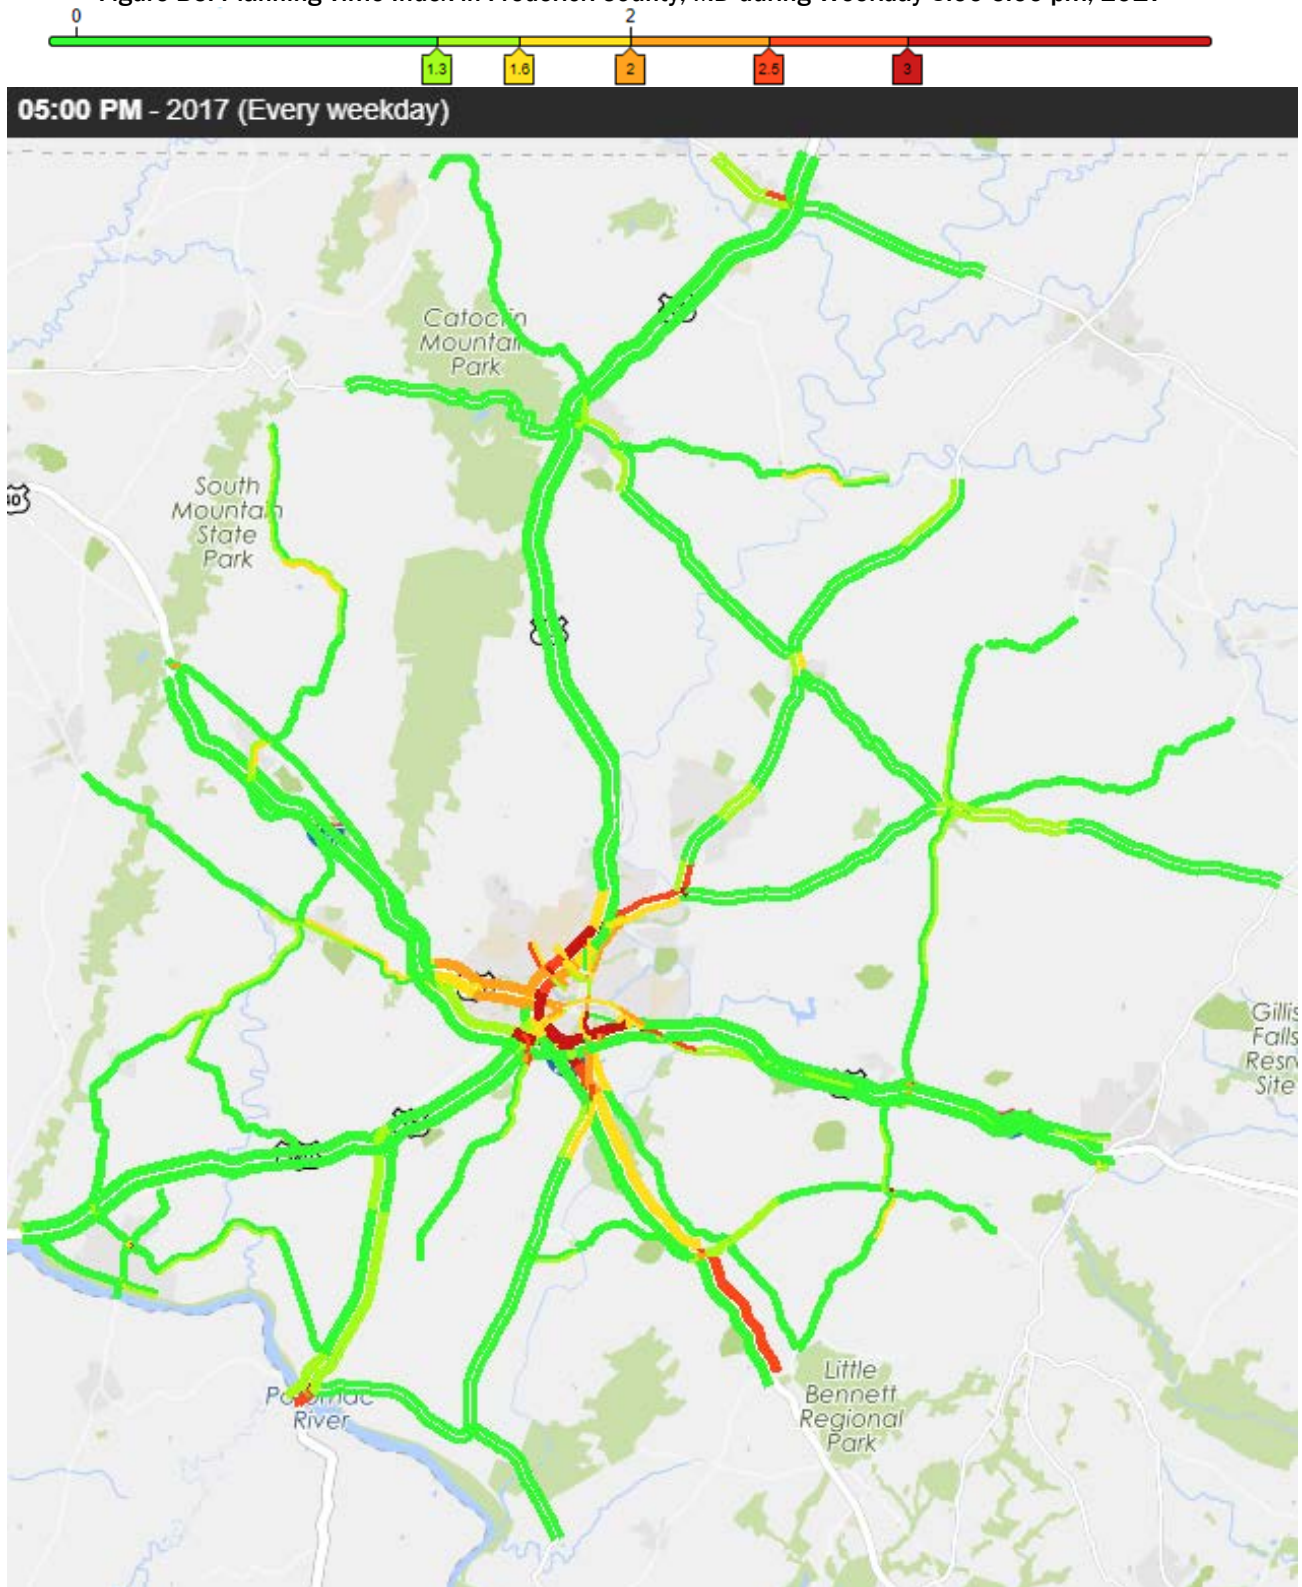 0
2
1.3
1.6
2
2.5
3
05:00 PM - 2017 (Every weekday)
Catoctin
Mountain
Park
South
Mountain
State
Park
Gillis
Falls
Site
Little
Bennett
Regional
Park
Potomac
River